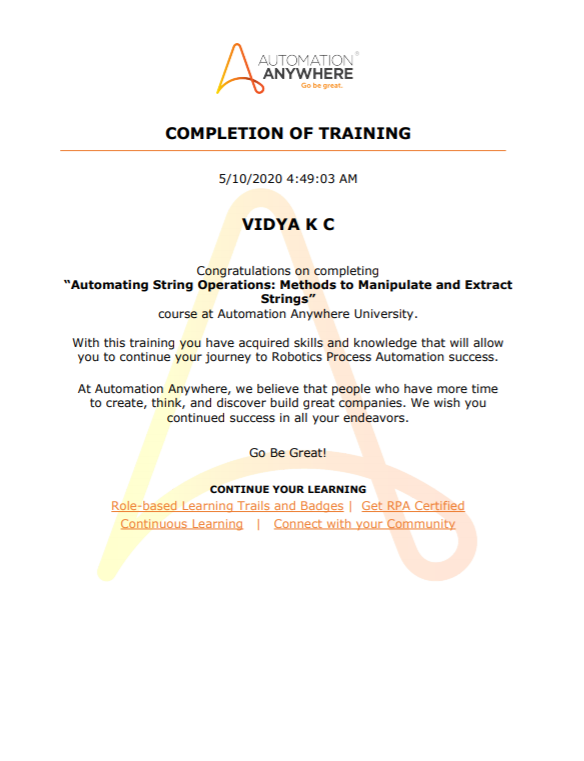 AUTOMATION®
ANYWHERE
Go be great.
COMPLETION OF TRAINING
5/10/2020 4:49:03 AM
VIDYA K C
Congratulations on completing
“Automating String Operations: Methods to Manipulate and Extract
Strings”
course at Automation Anywhere University.
With this training you have acquired skills and knowledge that will allow
you to continue your journey to Robotics Process Automation success.
At Automation Anywhere, we believe that people who have more time
to create, think, and discover build great companies. We wish you
continued success in all your endeavors.
Go Be Great!
CONTINUE YOUR LEARNING
Role-based Learning Trails and Badges | Get RPA Certified
Continuous Learning | Connect with your Community